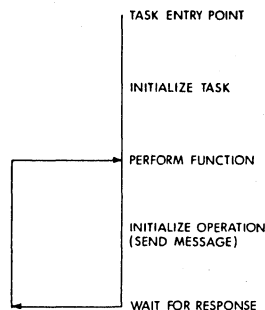 TASK ENTRY POINT
INITIALIZE TASK
PERFORM FUNCTION
INITIALIZE OPERATION
(SEND MESSAGE)
WAIT FOR RESPONSE